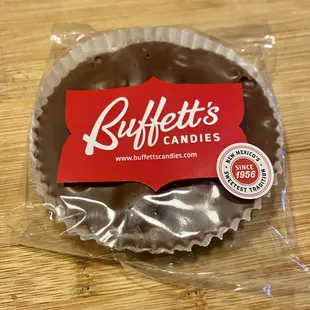 Buffett's
CANDIES
www.buffettscandies.com
NEW MEXICO'S
SINCE
1956
SWEETEST TRADITION